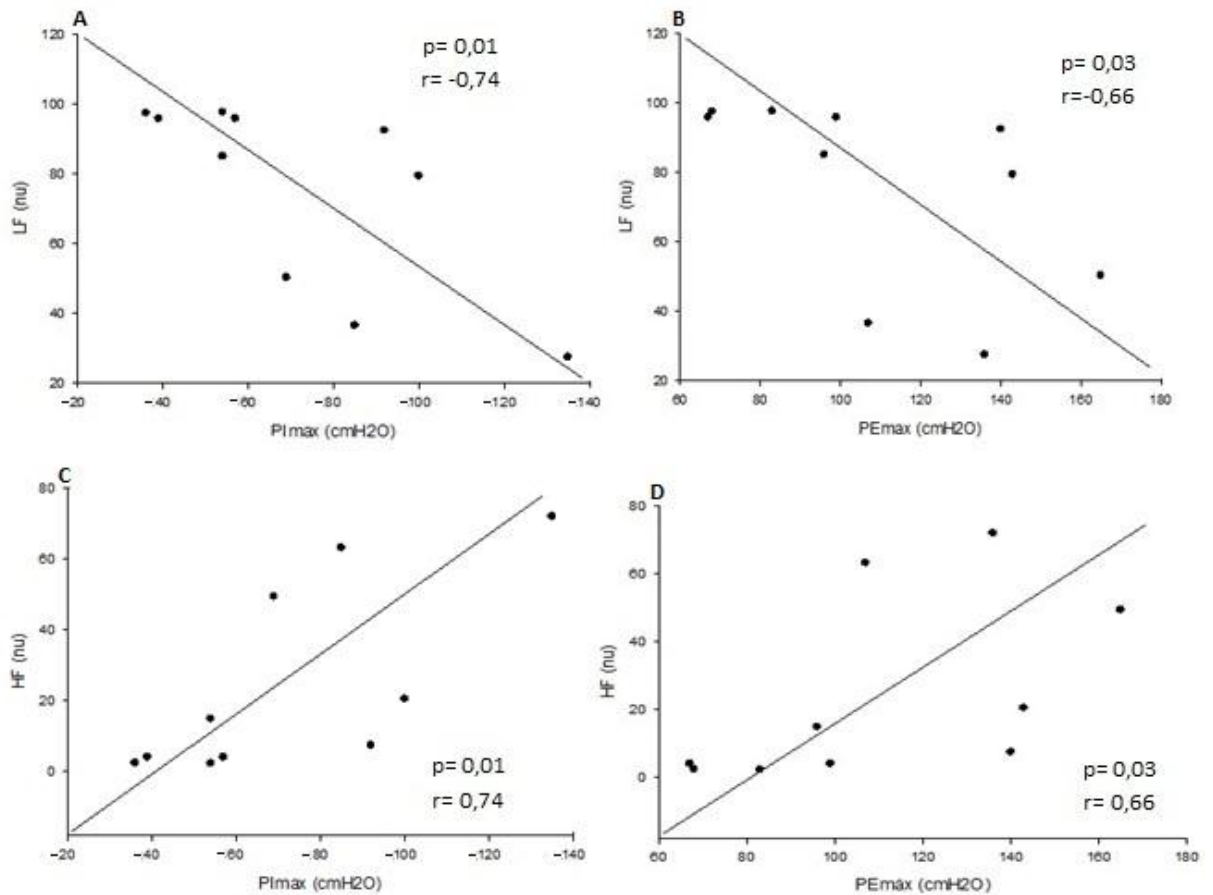 A
p= 0,01
r= -0,74
120
100
80
60
40
20
LF (nu)
−20
−40
−60
−80
−100
−120
−140
PImax (cmH2O)
B
p= 0,03
r=-0,66
120
100
80
60
40
20
LF (nu)
60
80
100
120
140
160
180
PEmax (cmH2O)
C
80
60
40
20
0
HF (nu)
p= 0,01
r= 0,74
−20
−40
−60
−80
−100
−120
−140
PImax (cmH2O)
D
80
60
40
20
0
HF (nu)
p= 0,03
r= 0,66
60
80
100
120
140
160
180
PEmáx (cmH2O)